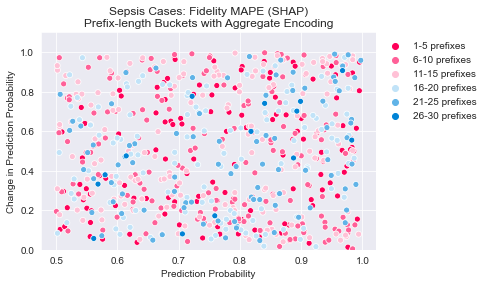 Sepsis Cases: Fidelity MAPE (SHAP)
Prefix-length Buckets with Aggregate Encoding
Change in Prediction Probability
1.0
0.8
0.6
0.4
0.2
0.0
0.5
0.6
0.7
0.8
0.9
1.0
Prediction Probability
1-5 prefixes
6-10 prefixes
11-15 prefixes
16-20 prefixes
21-25 prefixes
26-30 prefixes